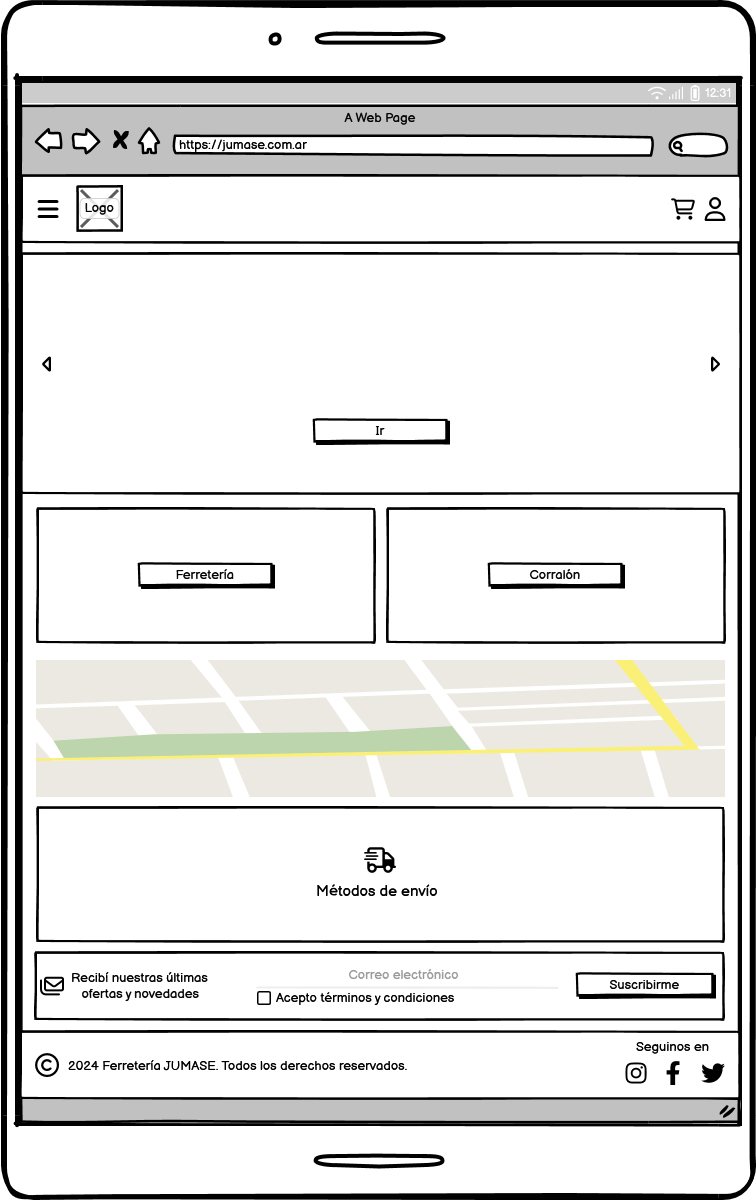 12:31
A Web Page
https://jumase.com.ar
Logo
Ir
Ferretería
Corralón
Métodos de envío
Recibí nuestras últimas
ofertas y novedades
Correo electrónico
Acepto términos y condiciones
Suscribirme
Seguinos en
© 2024 Ferretería JUMASE. Todos los derechos reservados.